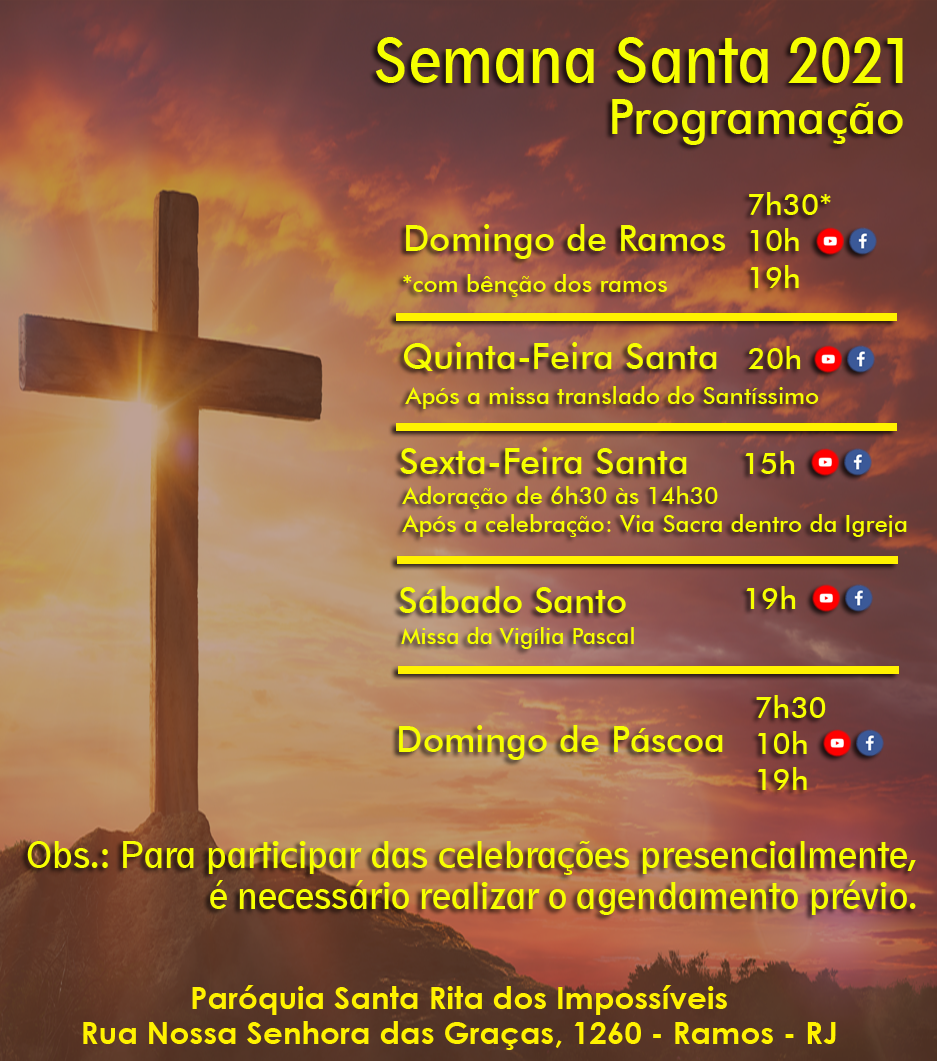 Semana Santa 2021
Programação
7h30*
Domingo de Ramos 10h
*com bênção dos ramos 19h
Quinta-Feira Santa 20h
Após a missa translado do Santíssimo
Sexta-Feira Santa 15h
Adoração de 6h30 às 14h30
Após a celebração: Via Sacra dentro da Igreja
Sábado Santo 19h
Missa da Vigília Pascal
7h30
Domingo de Páscoa 10h
19h
Obs.: Para participar das celebrações presencialmente,
é necessário realizar o agendamento prévio.
Paróquia Santa Rita dos Impossíveis
Rua Nossa Senhora das Graças, 1260 - Ramos - RJ